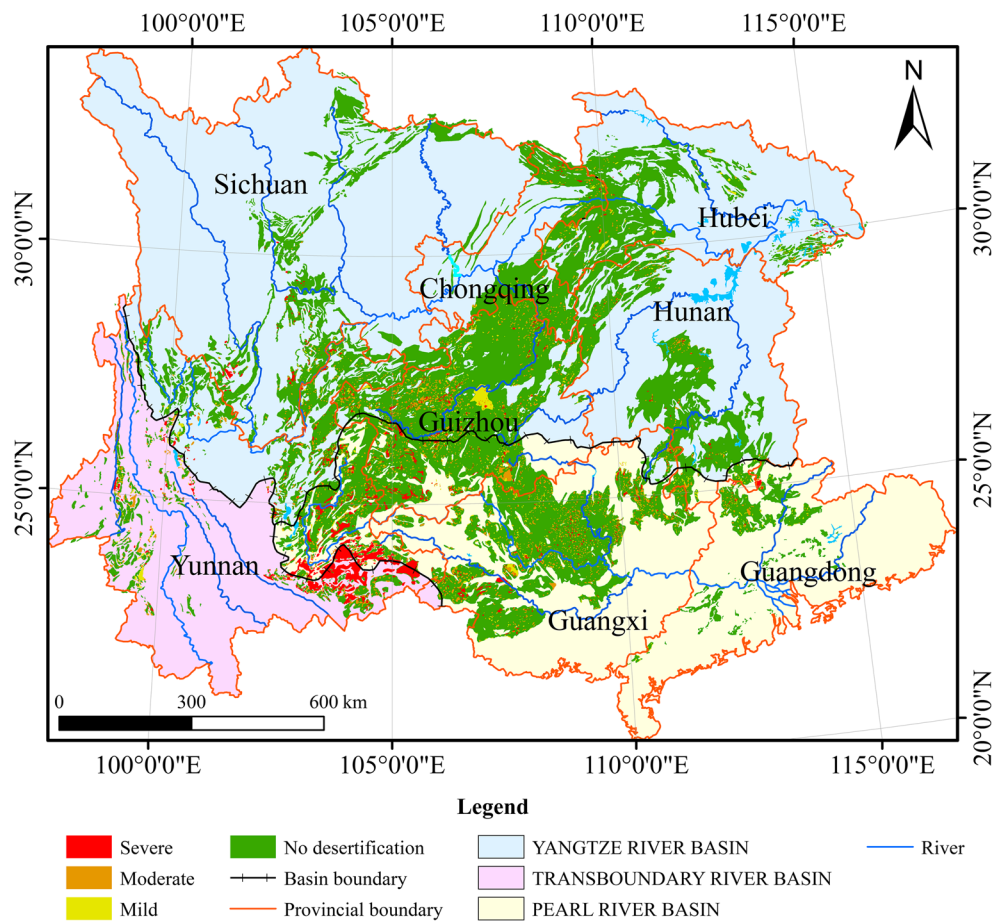 100°0'0"E 105°0'0"E 110°0'0"E 115°0'0"E
N
Sichuan
30°0'0"N
Hubei
30°0'0"N
Chongqing
Hunan
Guizhou
25°0'0"N
25°0'0"N
Yunnan
Guangdong
Guangxi
0 300 600 km
20°0'0"N
100°0'0"E 105°0'0"E 110°0'0"E 115°0'0"E
Legend
Severe No desertification YANGTZE RIVER BASIN River
Moderate Basin boundary TRANSBOUNDARY RIVER BASIN
Mild Provincial boundary PEARL RIVER BASIN